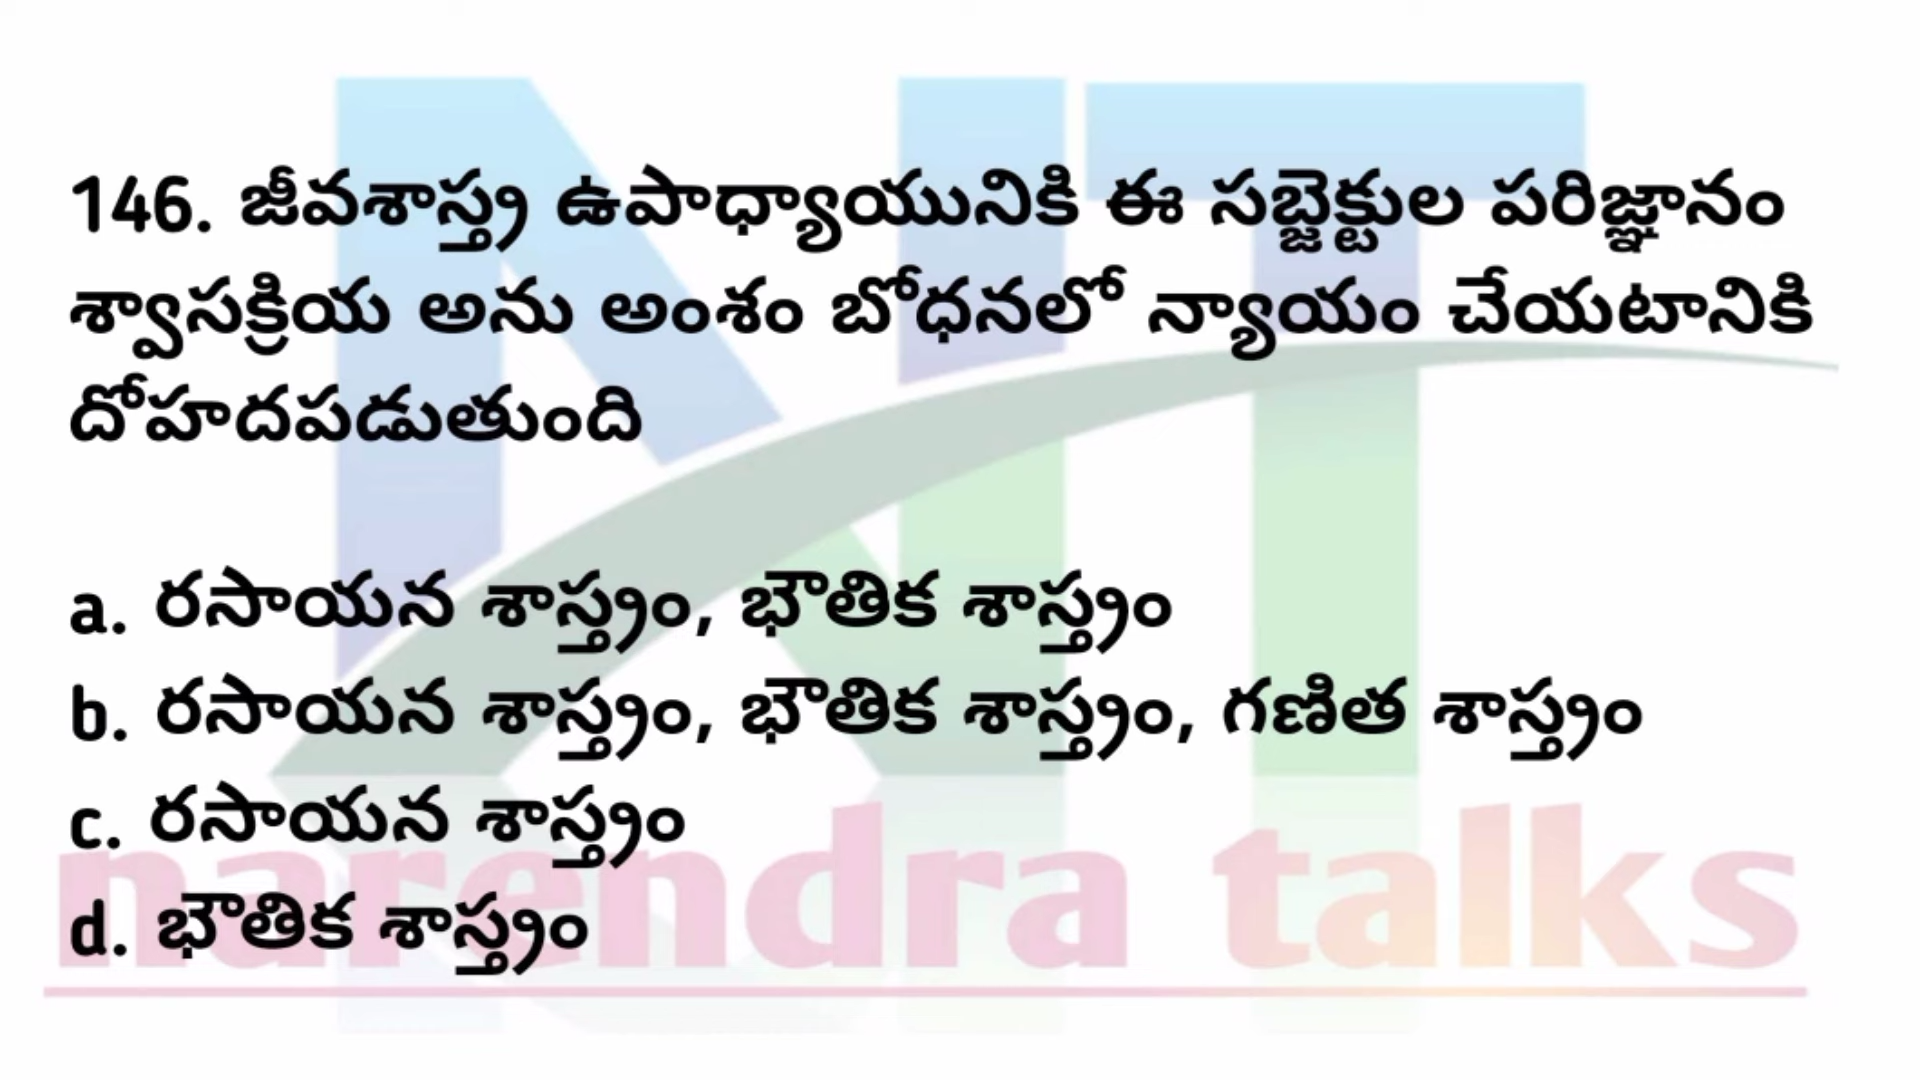 146. జీవశాస్త్ర ఉపాధ్యాయునికి ఈ సబ్జెక్టుల పరిజ్ఞానం
శ్వాసక్రియ అను అంశం బోధనలో న్యాయం చేయటానికి
దోహదపడుతుంది
a. రసాయన శాస్త్రం, భౌతిక శాస్త్రం
b. రసాయన శాస్త్రం, భౌతిక శాస్త్రం, గణిత శాస్త్రం
c. రసాయన శాస్త్రం
d. భౌతిక శాస్త్రం
NIT
narendra talks